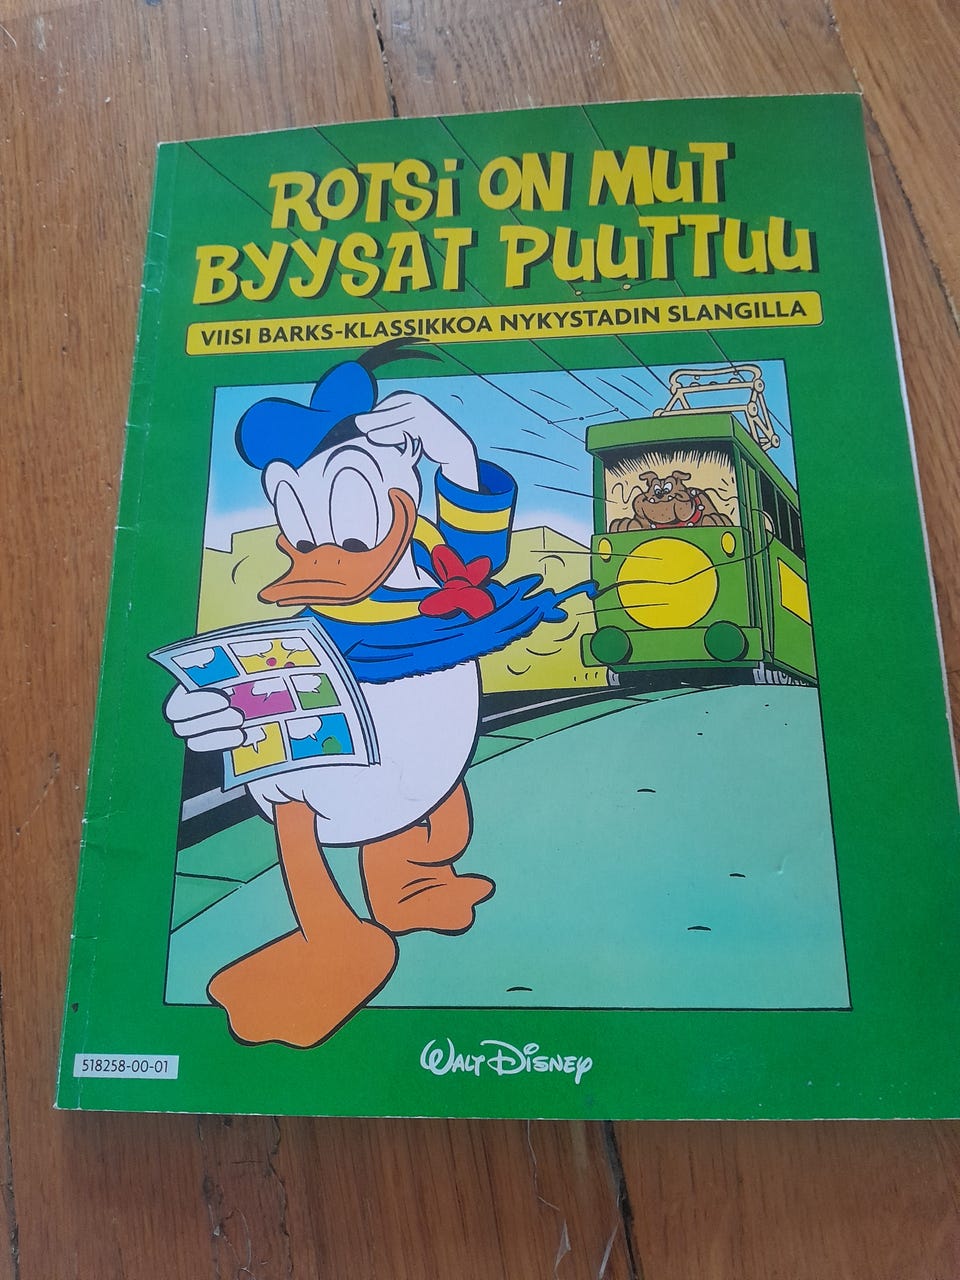 ROTSi ON MUT
BYYSAT PUUTTUU
VIISI BARKS-KLASSIKKOA NYKYSTADIN SLANGILLA
518258-00-01
WALT DISNEY